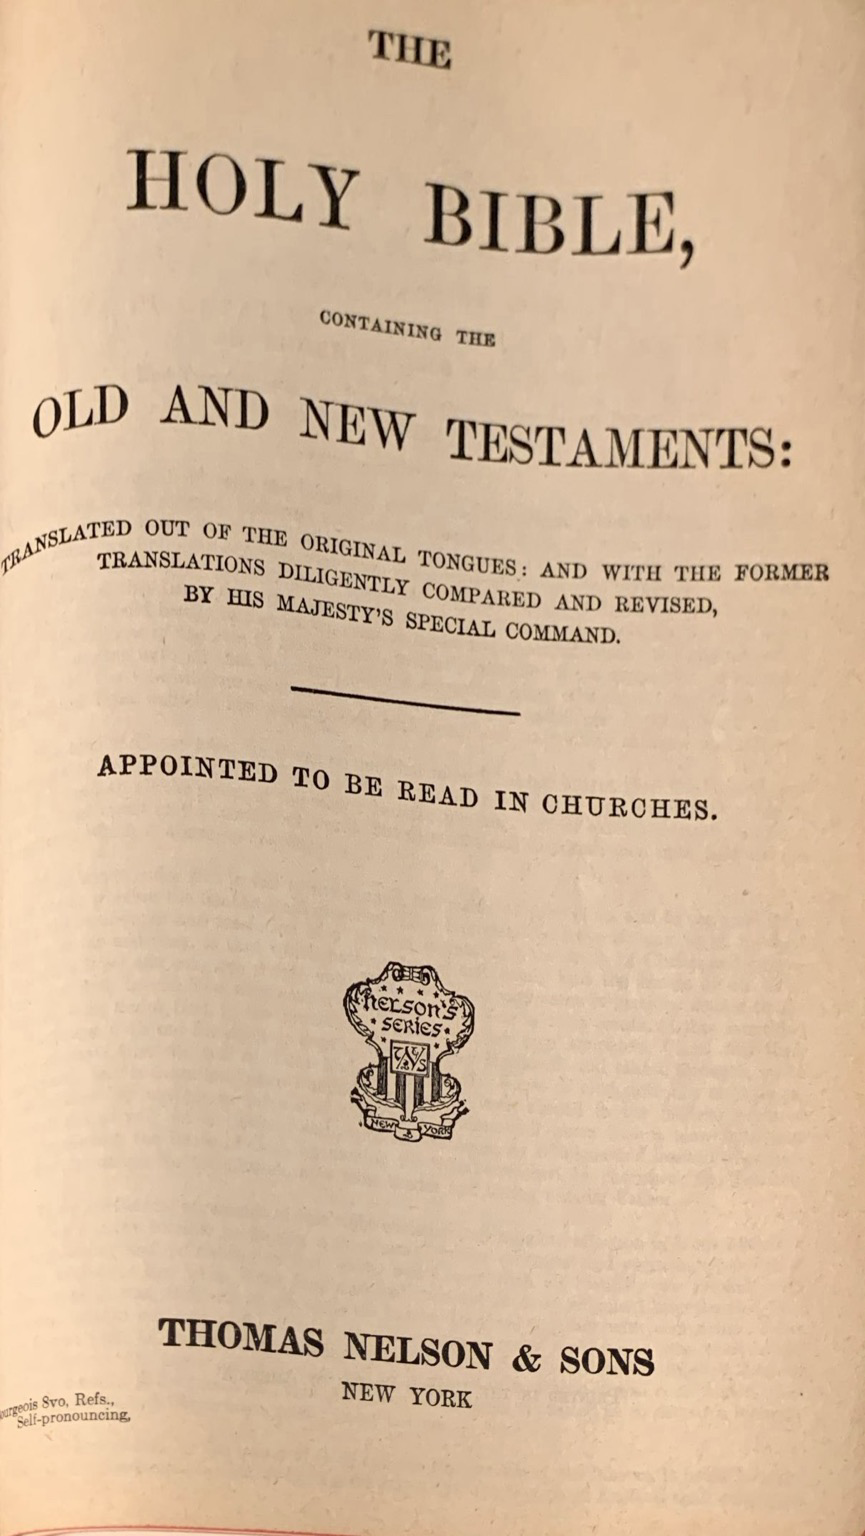 THE
HOLY BIBLE,
CONTAINING THE
OLD AND NEW TESTAMENTS:
TRANSLATED OUT OF THE ORIGINAL TONGUES: AND WITH THE FORMER
TRANSLATIONS DILIGENTLY COMPARED AND REVISED,
BY HIS MAJESTY'S SPECIAL COMMAND.
APPOINTED TO BE READ IN CHURCHES.
NELSON'S
SERIES
NEW YORK
THOMAS NELSON & SONS
NEW YORK
8vo, Refs.,
Self-pronouncing,